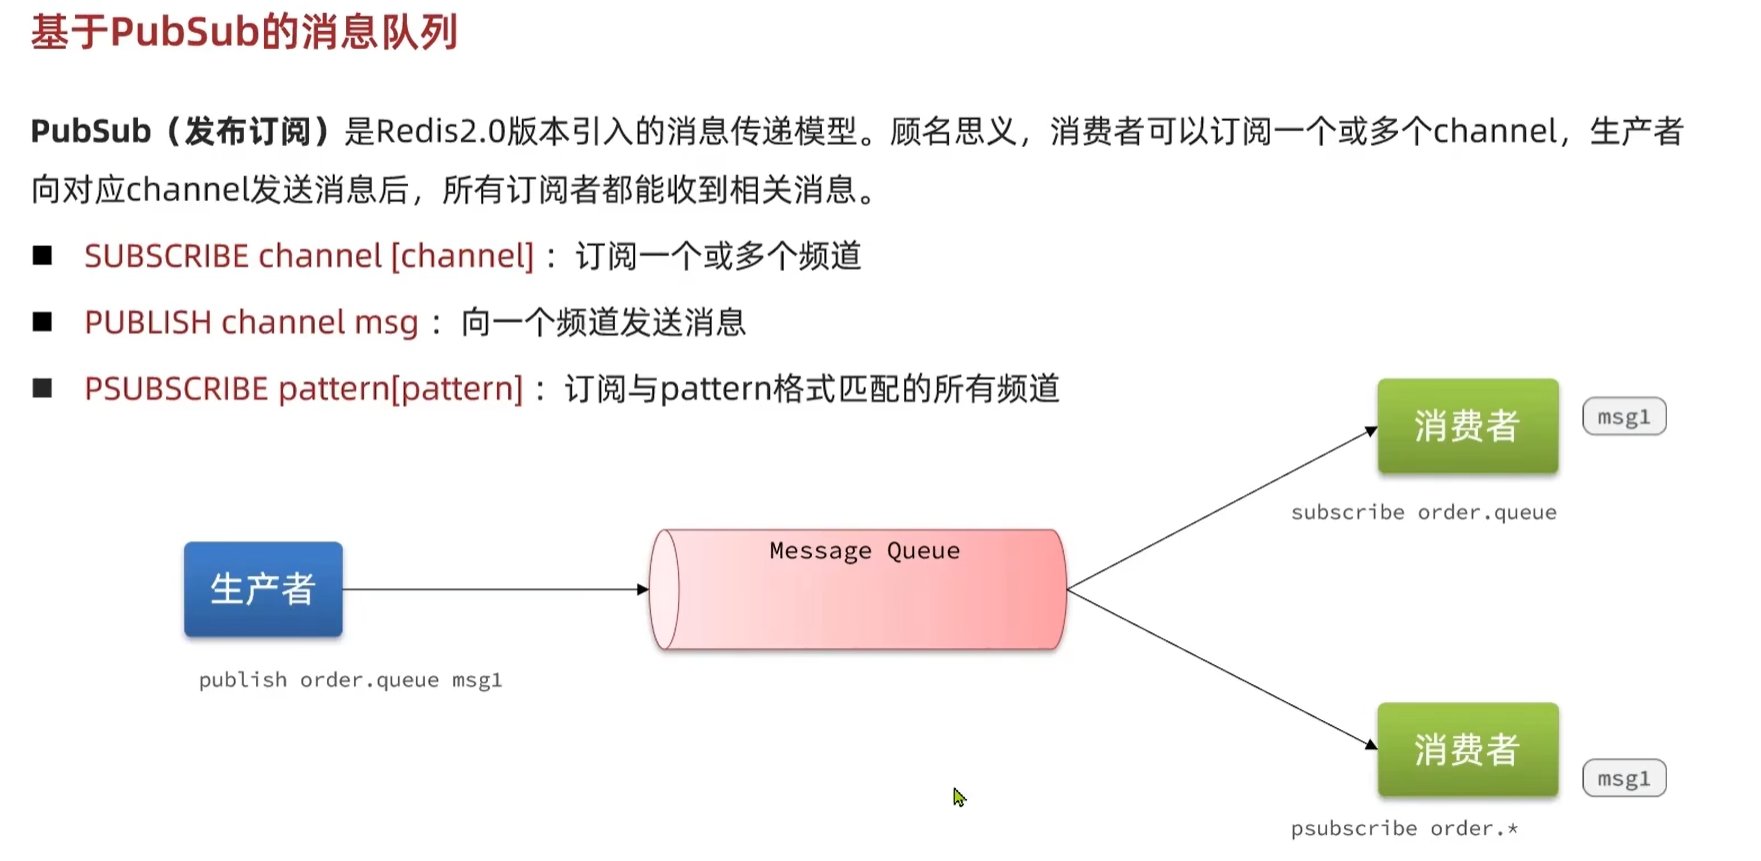 基于PubSub的消息队列
PubSub（发布订阅）是Redis2.0版本引入的消息传递模型。顾名思义，消费者可以订阅一个或多个channel，生产者
向对应channel发送消息后，所有订阅者都能收到相关消息。
SUBSCRIBE channel [channel] ：订阅一个或多个频道
PUBLISH channel msg ：向一个频道发送消息
PSUBSCRIBE pattern[pattern] ：订阅与pattern格式匹配的所有频道
消费者
msg1
subscribe order.queue
Message Queue
生产者
publish order.queue msg1
消费者
msg1
psubscribe order.*